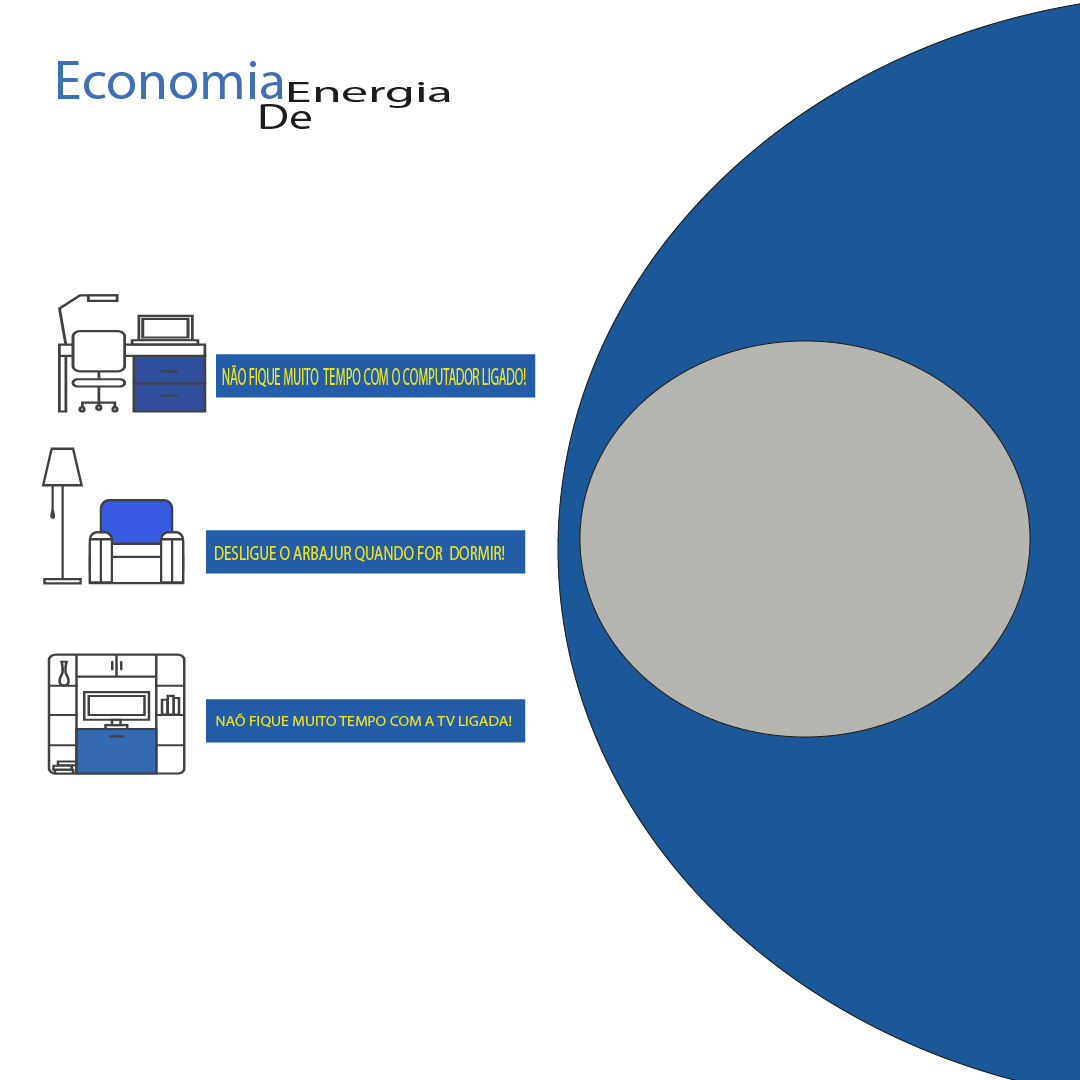 Economia
De
Energia
NÃO FIQUE MUITO TEMPO COM O COMPUTADOR LIGADO!
DESLIGUE O ARBAJUR QUANDO FOR DORMIR!
NAÕ FIQUE MUITO TEMPO COM A TV LIGADA!